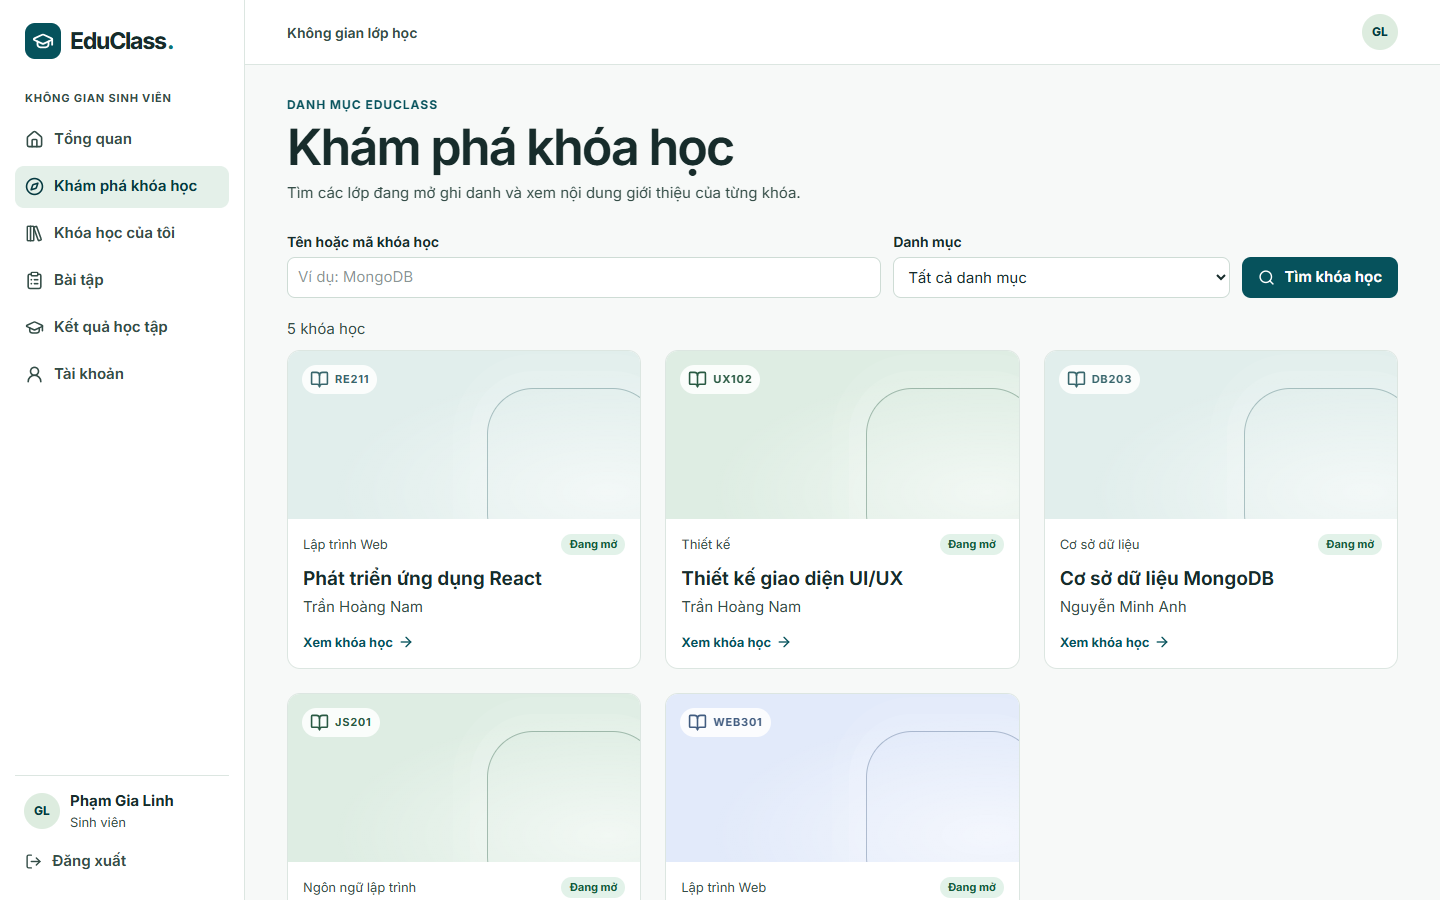 EduClass.
KHÔNG GIAN SINH VIÊN
Tổng quan
Khám phá khóa học
Khóa học của tôi
Bài tập
Kết quả học tập
Tài khoản
GL
Phạm Gia Linh
Sinh viên
Đăng xuất
Không gian lớp học
GL
DANH MỤC EDUCLASS
Khám phá khóa học
Tìm các lớp đang mở ghi danh và xem nội dung giới thiệu của từng khóa.
Tên hoặc mã khóa học
Ví dụ: MongoDB
Danh mục
Tất cả danh mục
Tìm khóa học
5 khóa học
RE211
Lập trình Web
Đang mở
Phát triển ứng dụng React
Trần Hoàng Nam
Xem khóa học
UX102
Thiết kế
Đang mở
Thiết kế giao diện UI/UX
Trần Hoàng Nam
Xem khóa học
DB203
Cơ sở dữ liệu
Đang mở
Cơ sở dữ liệu MongoDB
Nguyễn Minh Anh
Xem khóa học
JS201
Ngôn ngữ lập trình
Đang mở
WEB301
Lập trình Web
Đang mở